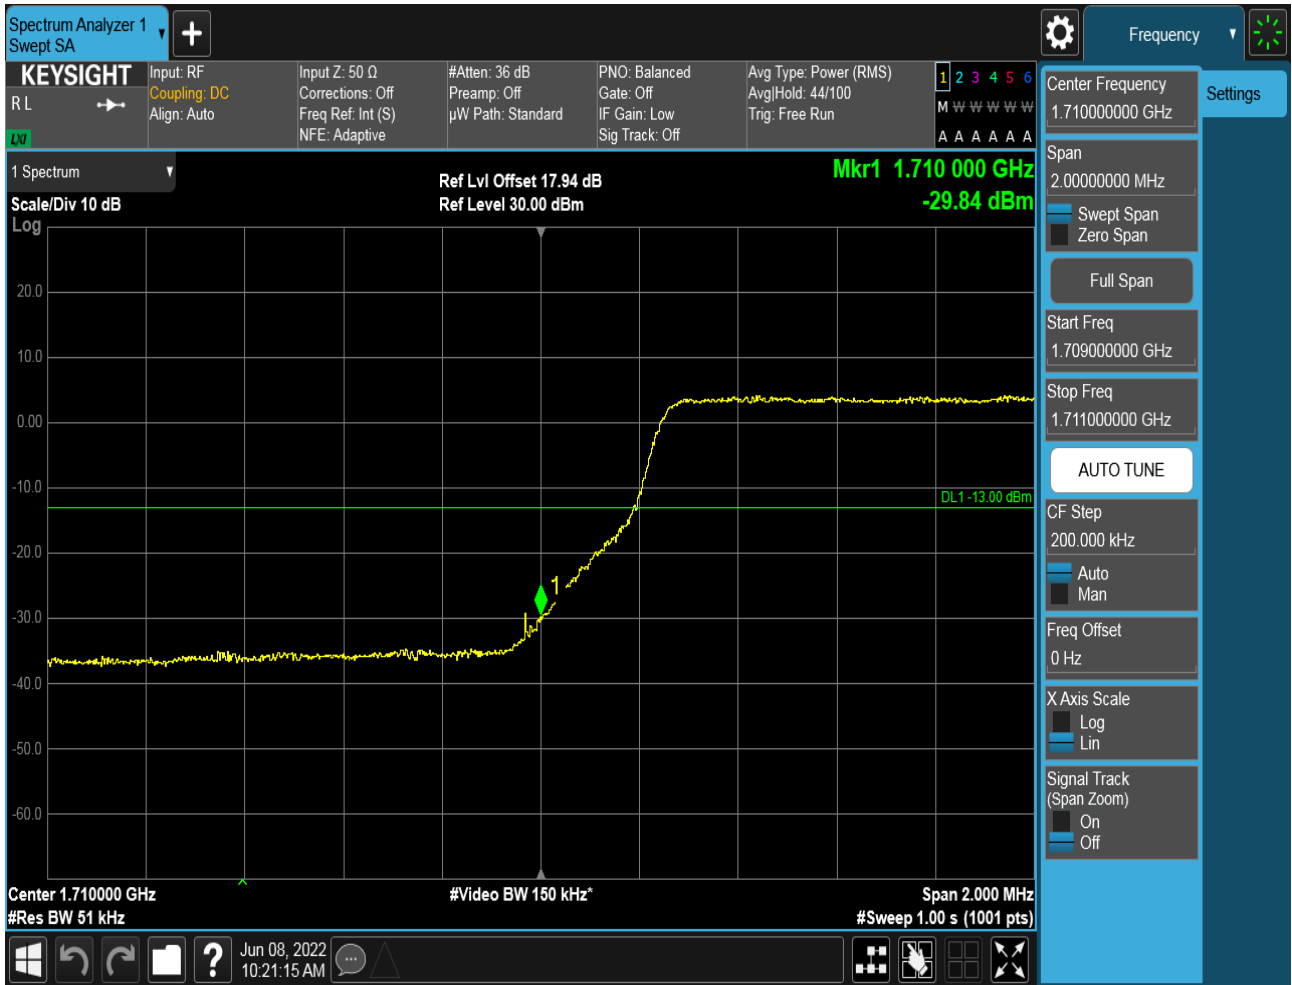 Spectrum Analyzer 1
Swept SA
Frequency
KEYSIGHT
R L
LXI
Input: RF
Coupling: DC
Align: Auto
Input Z: 50 Ω
Corrections: Off
Freq Ref: Int (S)
NFE: Adaptive
#Atten: 36 dB
Preamp: Off
µW Path: Standard
PNO: Balanced
Gate: Off
IF Gain: Low
Sig Track: Off
Avg Type: Power (RMS)
Avg|Hold: 44/100
Trig: Free Run
1 2 3 4 5 6
M W W W W W
A A A A A A
1 Spectrum
Scale/Div 10 dB
Log
Ref Lvl Offset 17.94 dB
Ref Level 30.00 dBm
Mkr1 1.710 000 GHz
-29.84 dBm
20.0
10.0
0.00
-10.0
-20.0
-30.0
-40.0
-50.0
-60.0
DL1 -13.00 dBm
1
Center 1.710000 GHz
#Res BW 51 kHz
#Video BW 150 kHz*
Span 2.000 MHz
#Sweep 1.00 s (1001 pts)
Jun 08, 2022
10:21:15 AM
Settings
Center Frequency
1.710000000 GHz
Span
2.00000000 MHz
Swept Span
Zero Span
Full Span
Start Freq
1.709000000 GHz
Stop Freq
1.711000000 GHz
AUTO TUNE
CF Step
200.000 kHz
Auto
Man
Freq Offset
0 Hz
X Axis Scale
Log
Lin
Signal Track
(Span Zoom)
On
Off